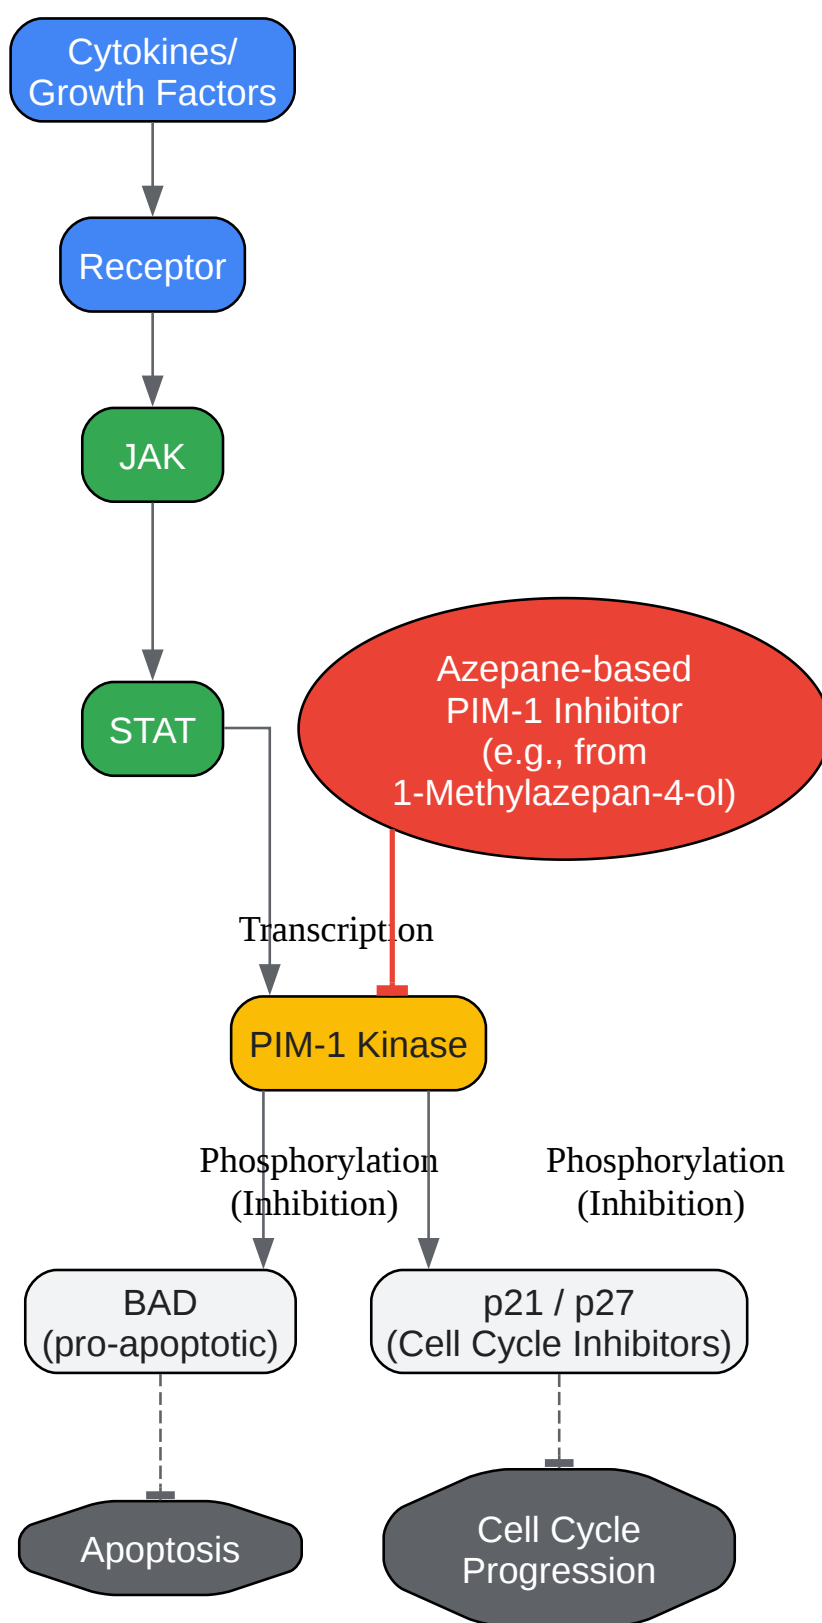 Cytokines/
Growth Factors
Receptor
JAK
STAT
Azepane-based
PIM-1 Inhibitor
(e.g., from
1-Methylazepan-4-ol)
Transcription
PIM-1 Kinase
Phosphorylation
(Inhibition)
Phosphorylation
(Inhibition)
BAD
(pro-apoptotic)
p21 / p27
(Cell Cycle Inhibitors)
Apoptosis
Cell Cycle
Progression